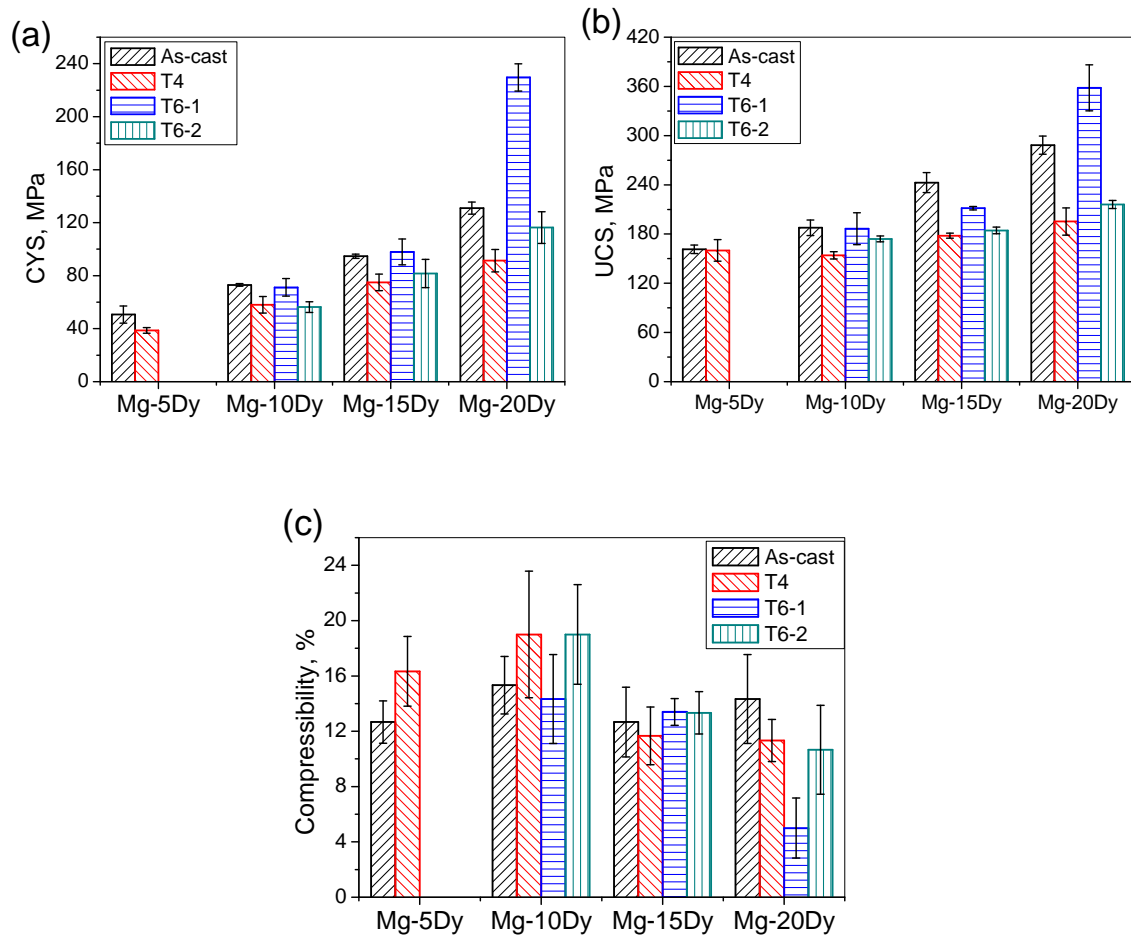 (a)
CYS, MPa
240
200
160
120
80
40
0
As-cast
T4
T6-1
T6-2
Mg-5Dy Mg-10Dy Mg-15Dy Mg-20Dy
(b)
UCS, MPa
420
360
300
240
180
120
60
0
As-cast
T4
T6-1
T6-2
Mg-5Dy Mg-10Dy Mg-15Dy Mg-20Dy
(c)
Compressibility, %
24
20
16
12
8
4
0
As-cast
T4
T6-1
T6-2
Mg-5Dy Mg-10Dy Mg-15Dy Mg-20Dy